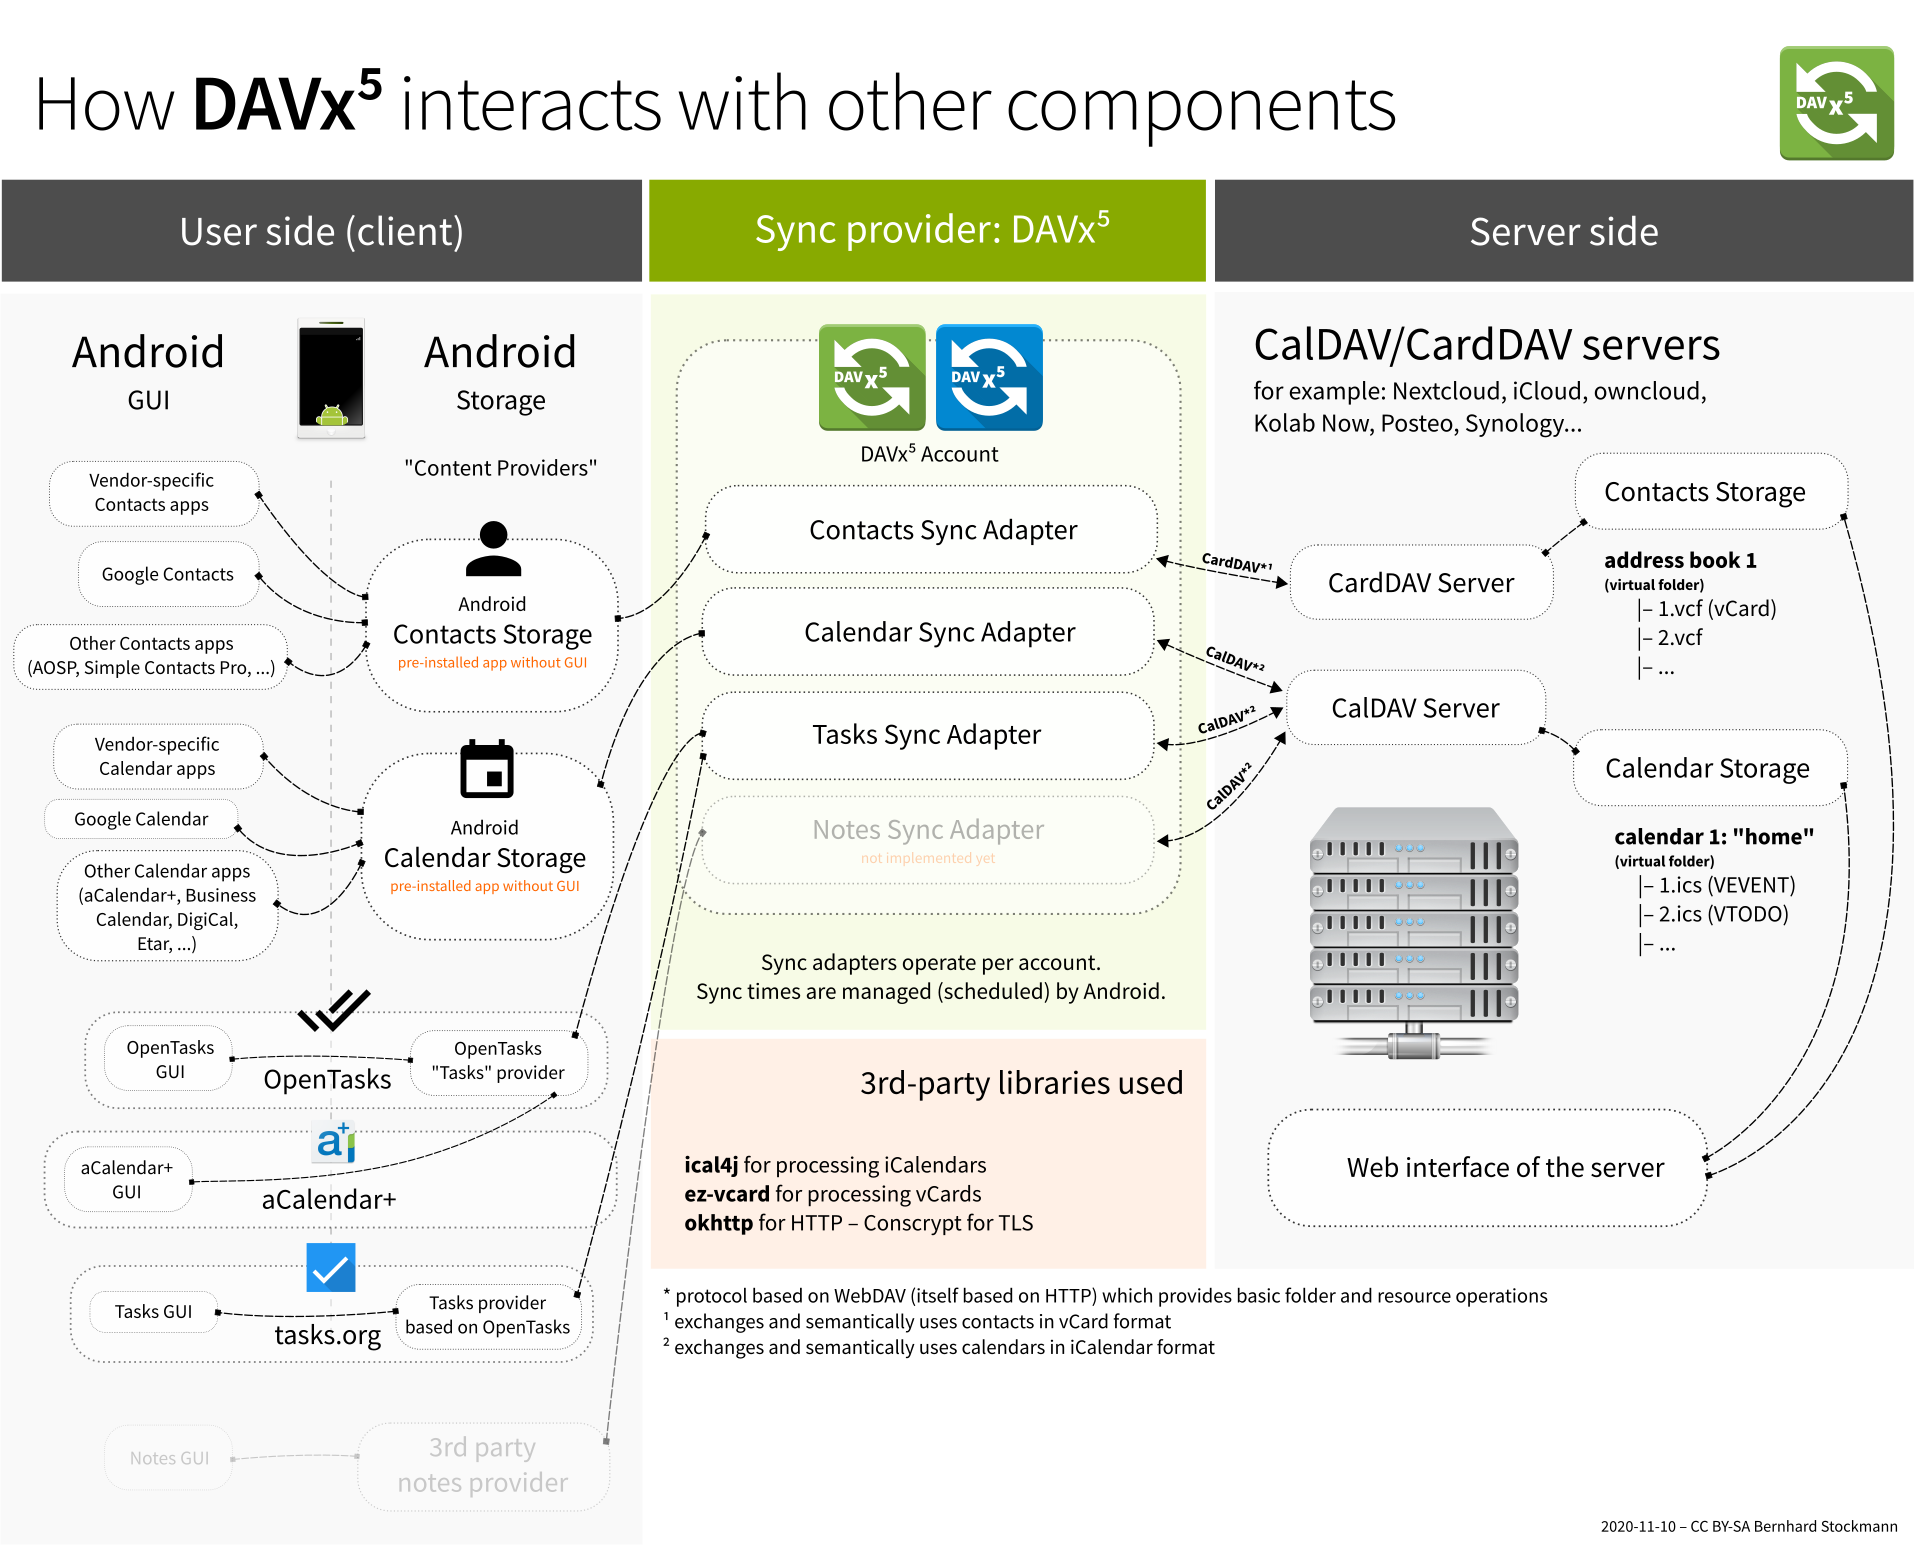 How DAVx⁵ interacts with other components
DAV x⁵
User side (client)
Sync provider: DAVx⁵
Server side
Android
GUI
Android
Storage
"Content Providers"
Vendor-specific
Contacts apps
Google Contacts
Other Contacts apps
(AOSP, Simple Contacts Pro, ...)
Android
Contacts Storage
pre-installed app without GUI
Vendor-specific
Calendar apps
Google Calendar
Other Calendar apps
(aCalendar+, Business
Calendar, DigiCal,
Etar, ...)
Android
Calendar Storage
pre-installed app without GUI
OpenTasks
GUI
OpenTasks
OpenTasks
"Tasks" provider
a+
aCalendar+
GUI
aCalendar+
Tasks GUI
tasks.org
Tasks provider
based on OpenTasks
Notes GUI
3rd party
notes provider
DAV x⁵
DAV x⁵
DAVx⁵ Account
Contacts Sync Adapter
Calendar Sync Adapter
Tasks Sync Adapter
Notes Sync Adapter
not implemented yet
Sync adapters operate per account.
Sync times are managed (scheduled) by Android.
3rd-party libraries used
ical4j for processing iCalendars
ez-vcard for processing vCards
okhttp for HTTP – Conscrypt for TLS
CardDAV*¹
CalDAV*²
CalDAV*²
CalDAV*²
CalDAV/CardDAV servers
for example: Nextcloud, iCloud, owncloud,
Kolab Now, Posteo, Synology...
Contacts Storage
CardDAV Server
address book 1
(virtual folder)
|– 1.vcf (vCard)
|– 2.vcf
|– ...
CalDAV Server
Calendar Storage
calendar 1: "home"
(virtual folder)
|– 1.ics (VEVENT)
|– 2.ics (VTODO)
|– ...
Web interface of the server
* protocol based on WebDAV (itself based on HTTP) which provides basic folder and resource operations
¹ exchanges and semantically uses contacts in vCard format
² exchanges and semantically uses calendars in iCalendar format
2020-11-10 – CC BY-SA Bernhard Stockmann